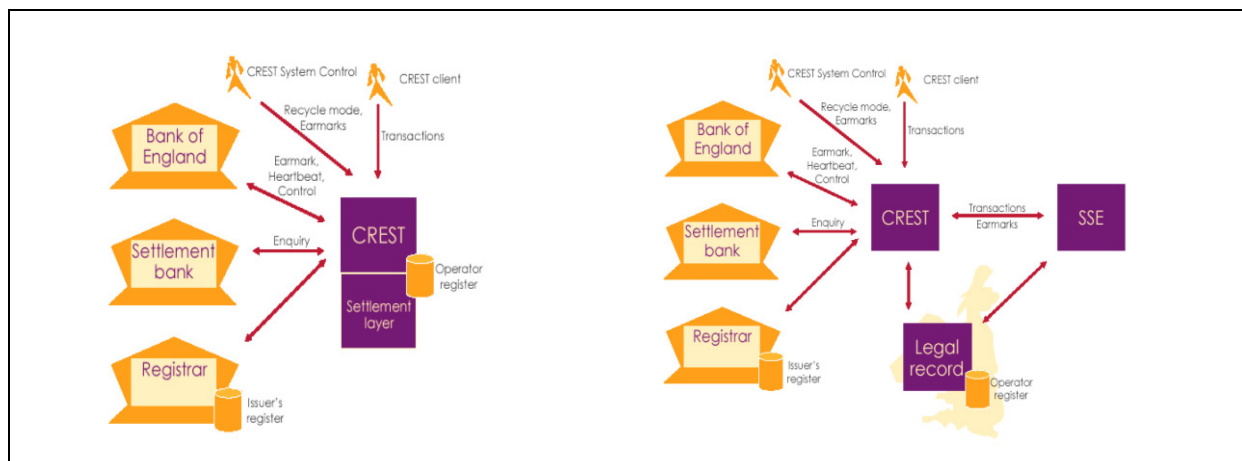 CREST System Control
CREST client
Recycle mode,
Earmarks
Transactions
Bank of
England
Earmark,
Heartbeat,
Control
CREST
Settlement
bank
Enquiry
Operator
register
Settlement
layer
Registrar
Issuer's
register
CREST System Control
CREST client
Recycle mode,
Earmarks
Transactions
Bank of
England
Earmark,
Heartbeat,
Control
CREST
Transactions
Earmarks
SSE
Settlement
bank
Enquiry
Registrar
Issuer's
register
Legal
record
Operator
register